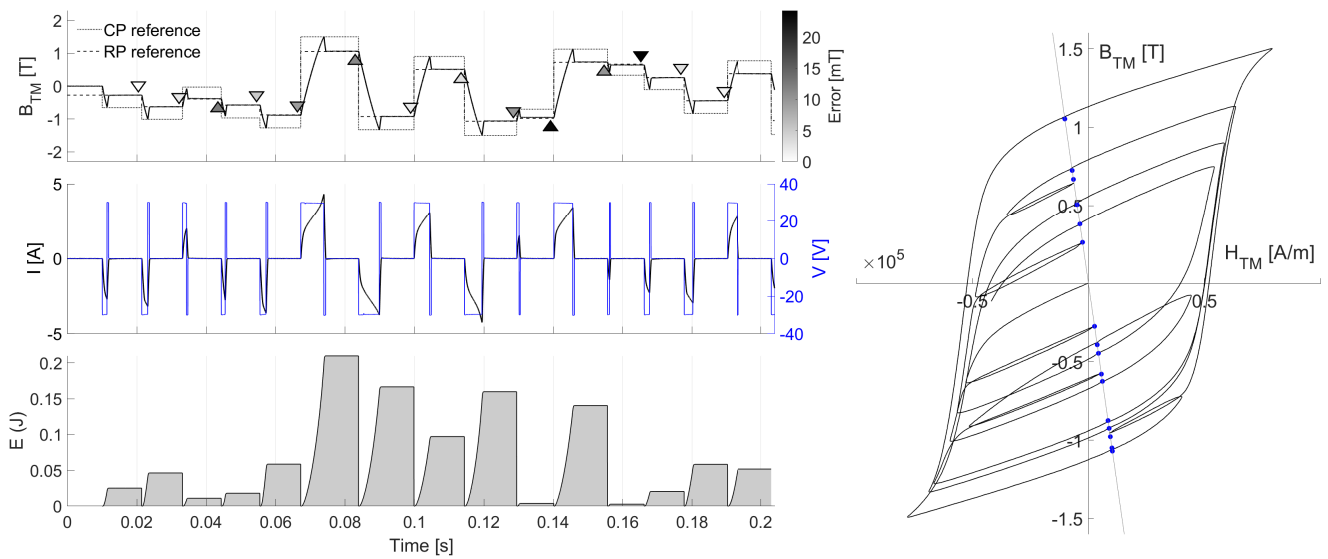 CP reference
RP reference
B_TM [T]
2
1
0
-1
-2
Error [mT]
20
15
10
5
0
I [A]
5
0
-5
V [V]
40
20
0
-20
-40
E (J)
0.2
0.15
0.1
0.05
0
0 0.02 0.04 0.06 0.08 0.1 0.12 0.14 0.16 0.18 0.2
Time [s]
B_TM [T]
1.5
1
0.5
H_TM [A/m]
×10^5
-0.5 0.5
-0.5
-1
-1.5